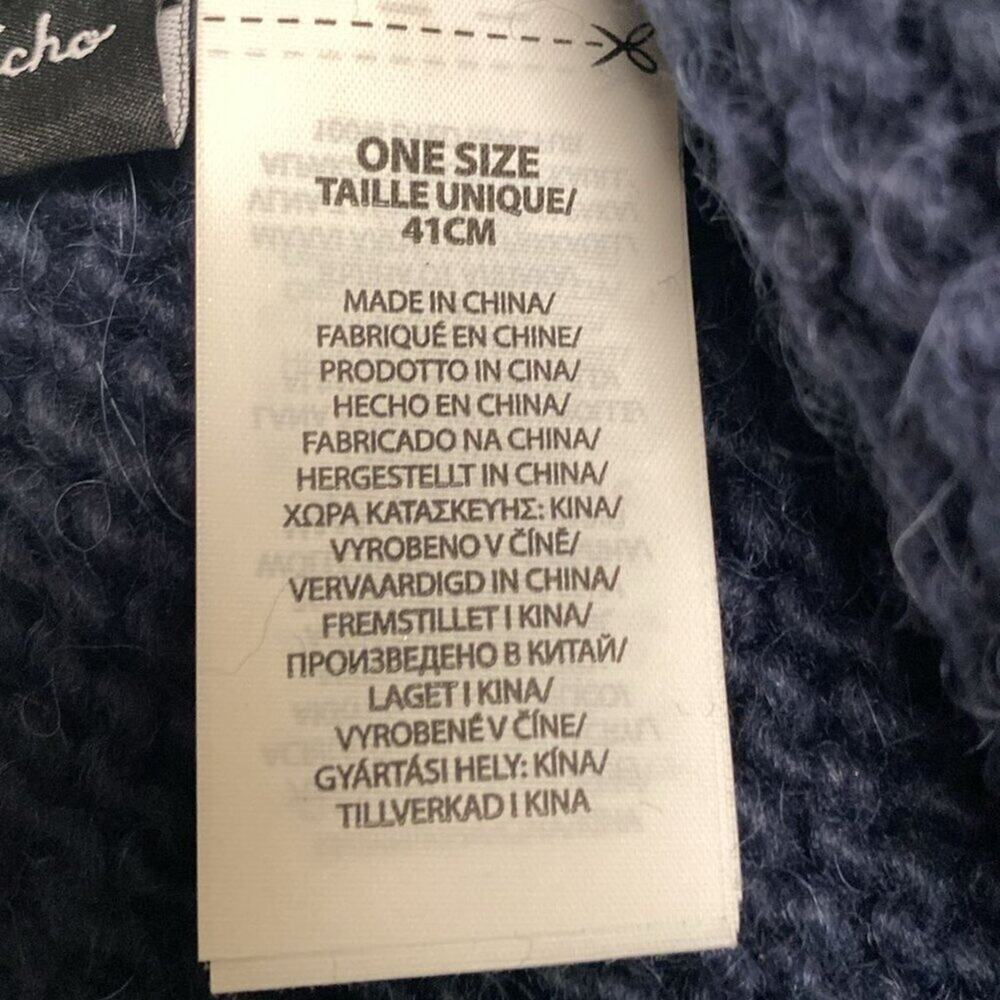 cho
ONE SIZE
TAILLE UNIQUE/
41CM
MADE IN CHINA/
FABRIQUÉ EN CHINE/
PRODOTTO IN CINA/
HECHO EN CHINA/
FABRICADO NA CHINA/
HERGESTELLT IN CHINA/
ΧΩΡΑ ΚΑΤΑΣΚΕΥΗΣ: ΚΙΝΑ/
VYROBENO V ČÍNĚ/
VERVAARDIGD IN CHINA/
FREMSTILLET I KINA/
ПРОИЗВЕДЕНО В КИТАЙ/
LAGET I KINA/
VYROBENÉ V ČÍNE/
GYÁRTÁSI HELY: KÍNA/
TILLVERKAD I KINA